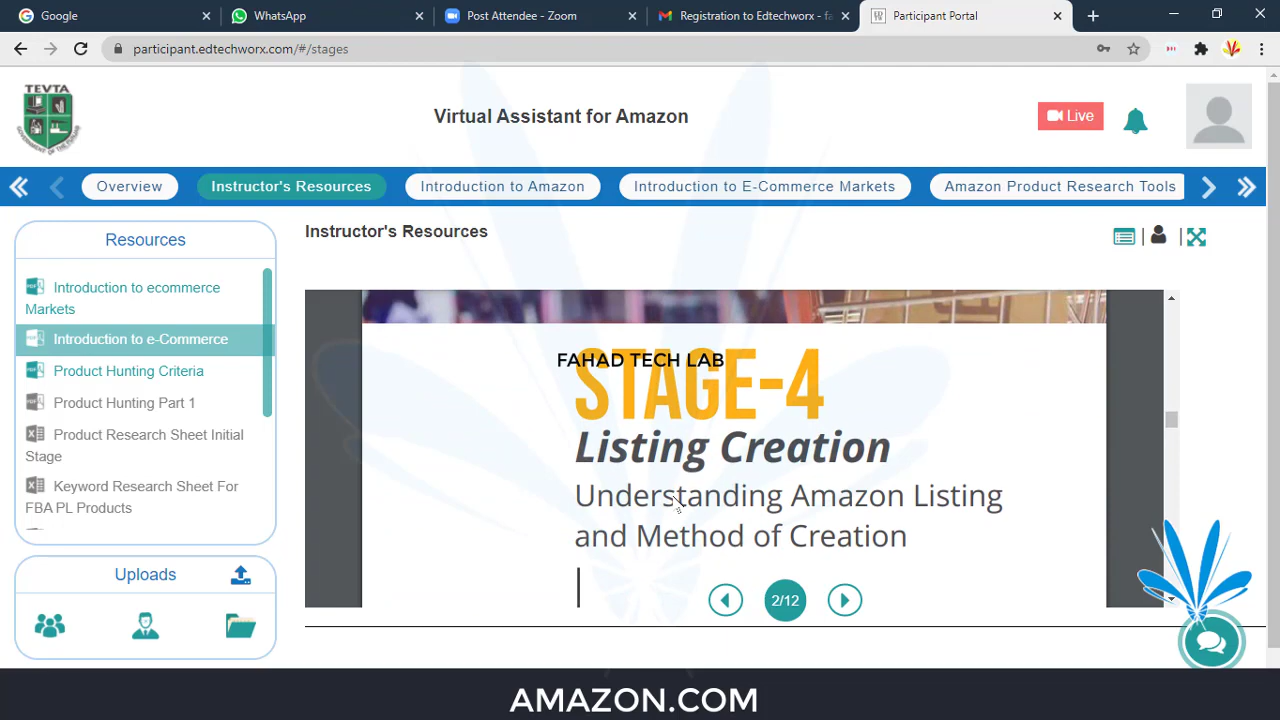 Google
WhatsApp
Post Attendee - Zoom
Registration to Edtechworx - fa
Participant Portal
participant.edtechworx.com/#/stages
TEVTA
Virtual Assistant for Amazon
Live
Overview
Instructor's Resources
Introduction to Amazon
Introduction to E-Commerce Markets
Amazon Product Research Tools
Resources
Introduction to ecommerce
Markets
Introduction to e-Commerce
Product Hunting Criteria
Product Hunting Part 1
Product Research Sheet Initial
Stage
Keyword Research Sheet For
FBA PL Products
Uploads
Instructor's Resources
FAHAD TECH LAB
STAGE-4
Listing Creation
Understanding Amazon Listing
and Method of Creation
2/12
AMAZON.COM